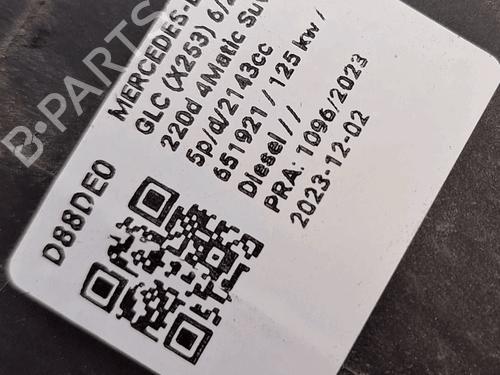 MERCEDES-
GLC (X253) 6/
220d 4Matic Suv
5p/d/2143cc
651921 / 125 kw /
Diesel //
PRA: 1096/2023
2023-12-02
D88DE0
B-PARTS